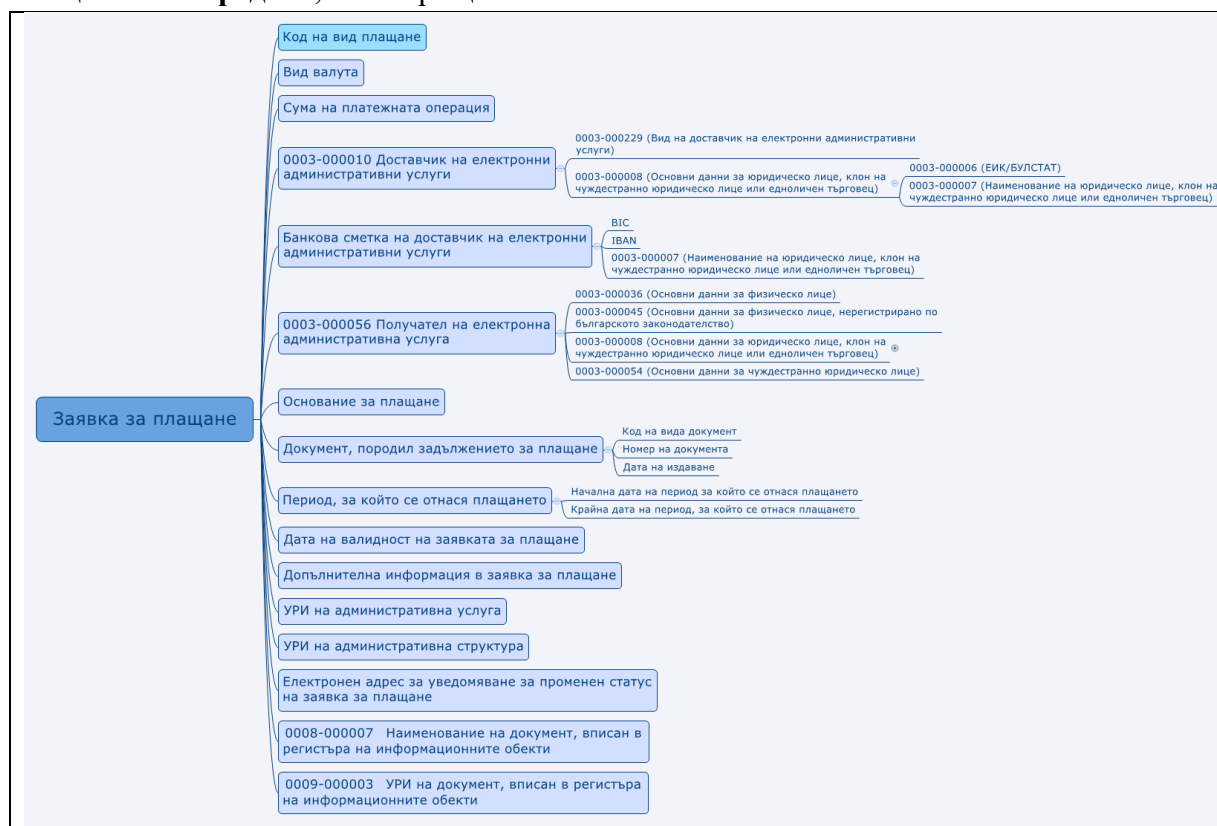 Код на вид плащане
Вид валута
Сума на платежната операция
0003-000010 Доставчик на електронни
административни услуги
0003-000229 (Вид на доставчик на електронни административни
услуги)
0003-000008 (Основни данни за юридическо лице, клон на
чуждестранно юридическо лице или едноличен търговец)
0003-000006 (ЕИК/БУЛСТАТ)
0003-000007 (Наименование на юридическо лице, клон на
чуждестранно юридическо лице или едноличен търговец)
Банкова сметка на доставчик на електронни
административни услуги
BIC
IBAN
0003-000007 (Наименование на юридическо лице, клон на
чуждестранно юридическо лице или едноличен търговец)
0003-000056 Получател на електронна
административна услуга
0003-000036 (Основни данни за физическо лице)
0003-000045 (Основни данни за физическо лице, нерегистрирано по
българското законодателство)
0003-000008 (Основни данни за юридическо лице, клон на
чуждестранно юридическо лице или едноличен търговец)
0003-000054 (Основни данни за чуждестранно юридическо лице)
Заявка за плащане
Основание за плащане
Документ, породил задължението за плащане
Код на вида документ
Номер на документа
Дата на издаване
Период, за който се отнася плащането
Начална дата на период за който се отнася плащането
Крайна дата на период, за който се отнася плащането
Дата на валидност на заявката за плащане
Допълнителна информация в заявка за плащане
УРИ на административна услуга
УРИ на административна структура
Електронен адрес за уведомяване за променен статус
на заявка за плащане
0008-000007 Наименование на документ, вписан в
регистъра на информационните обекти
0009-000003 УРИ на документ, вписан в регистъра
на информационните обекти